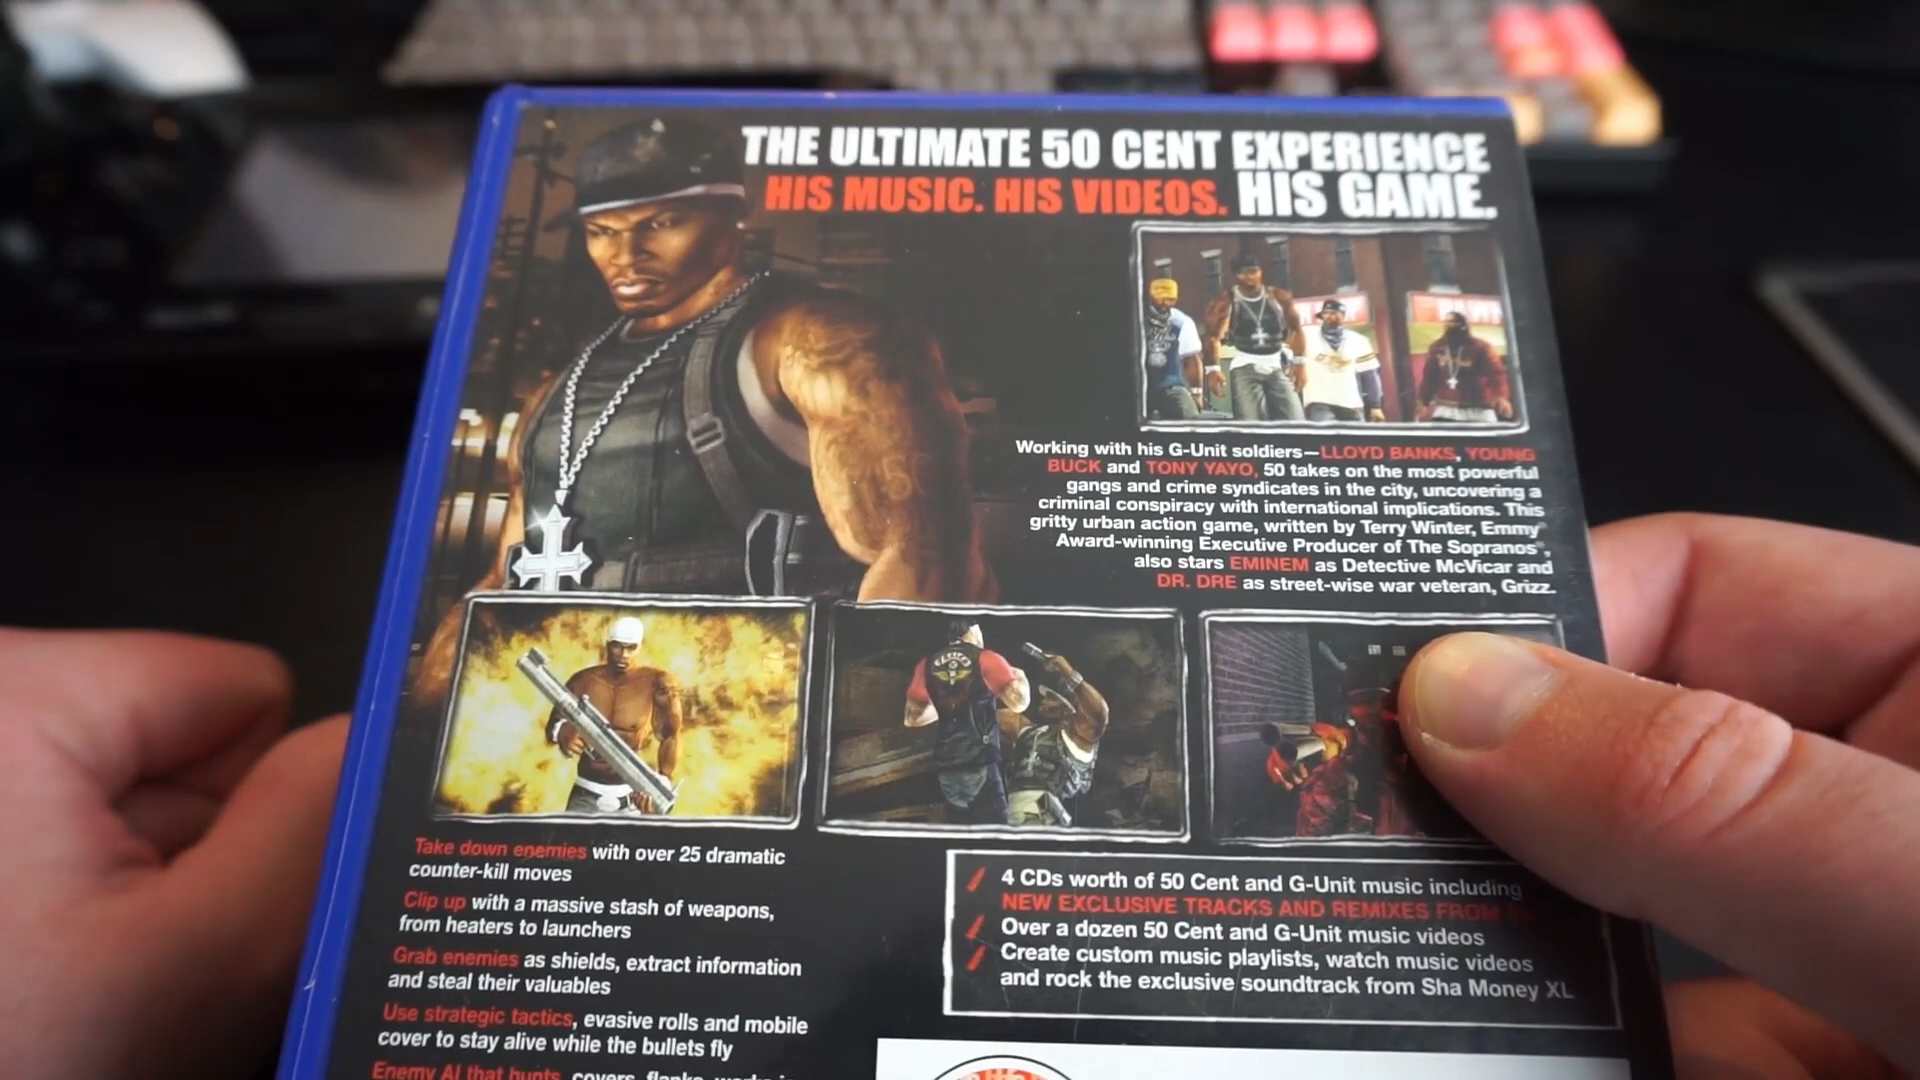 THE ULTIMATE 50 CENT EXPERIENCE
HIS MUSIC. HIS VIDEOS. HIS GAME.
Working with his G-Unit soldiers—LLOYD BANKS, YOUNG
BUCK and TONY YAYO, 50 takes on the most powerful
gangs and crime syndicates in the city, uncovering a
criminal conspiracy with international implications. This
gritty urban action game, written by Terry Winter, Emmy®
Award-winning Executive Producer of The Sopranos®,
also stars EMINEM as Detective McVicar and
DR. DRE as street-wise war veteran, Grizz.
Take down enemies with over 25 dramatic
counter-kill moves
Clip up with a massive stash of weapons,
from heaters to launchers
Grab enemies as shields, extract information
and steal their valuables
Use strategic tactics, evasive rolls and mobile
cover to stay alive while the bullets fly
Enemy AI that hunts, covers, flanks,
4 CDs worth of 50 Cent and G-Unit music including
NEW EXCLUSIVE TRACKS AND REMIXES FROM
Over a dozen 50 Cent and G-Unit music videos
Create custom music playlists, watch music videos
and rock the exclusive soundtrack from Sha Money XL